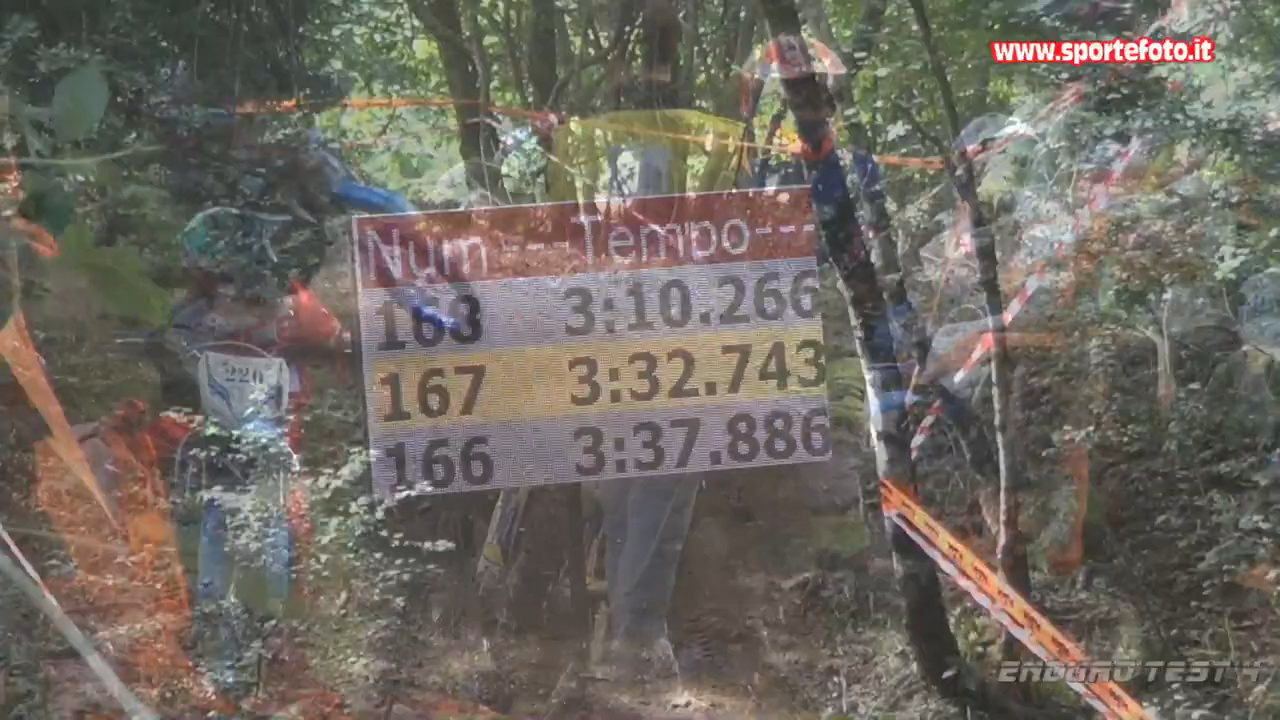 www.sportefoto.it
Num ---Tempo---
168 3:10.266
167 3:32.743
166 3:37.886
220
ENDURO TEST 4